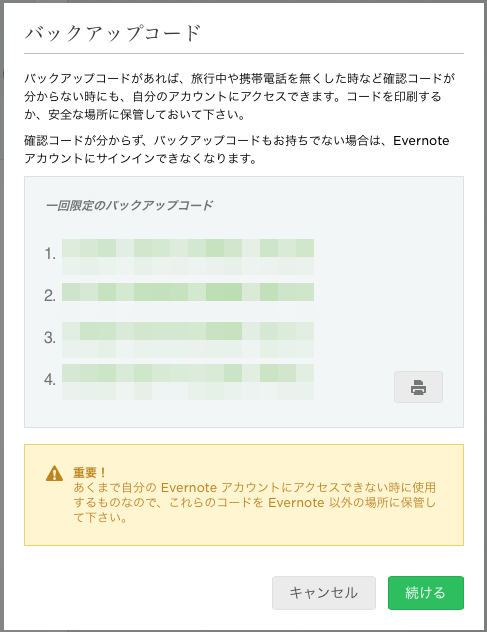 バックアップコード
バックアップコードがあれば、旅行中や携帯電話を無くした時など確認コードが
分からない時にも、自分のアカウントにアクセスできます。コードを印刷する
か、安全な場所に保管しておいて下さい。
確認コードが分からず、バックアップコードもお持ちでない場合は、Evernote
アカウントにサインインできなくなります。
一回限定のバックアップコード
1.
2.
3.
4.
重要！
あくまで自分の Evernote アカウントにアクセスできない時に使用
するものなので、これらのコードを Evernote 以外の場所に保管し
て下さい。
キャンセル
続ける